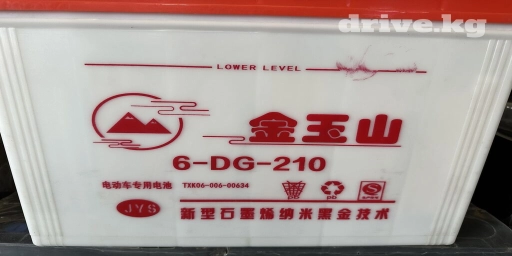 drive.kg
LOWER LEVEL
金玉山
6-DG-210
电动车专用电池 TXK06-006-00634
JYS
新型石墨烯纳米黑金技术